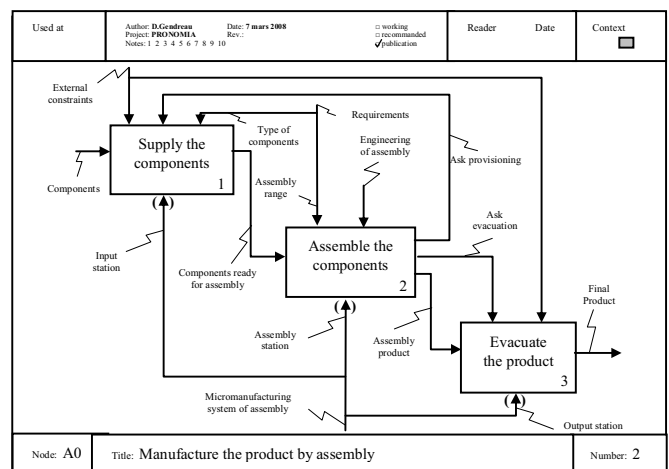 Used at
Author: D.Gendreau
Date: 7 mars 2008
Project: PRONOMIA
Rev.:
Notes: 1 2 3 4 5 6 7 8 9 10
working
recommanded
publication
Reader
Date
Context
External
constraints
Supply the
components
1
Type of
components
Requirements
Engineering
of assembly
Ask provisioning
Components
Assembly
range
Ask
evacuation
Input
station
Components ready
for assembly
Assemble the
components
2
Final
Product
Assembly
station
Assembly
product
Evacuate
the product
3
Micromanufacturing
system of assembly
Output station
( )
( )
( )
Node: A0
Title: Manufacture the product by assembly
Number: 2